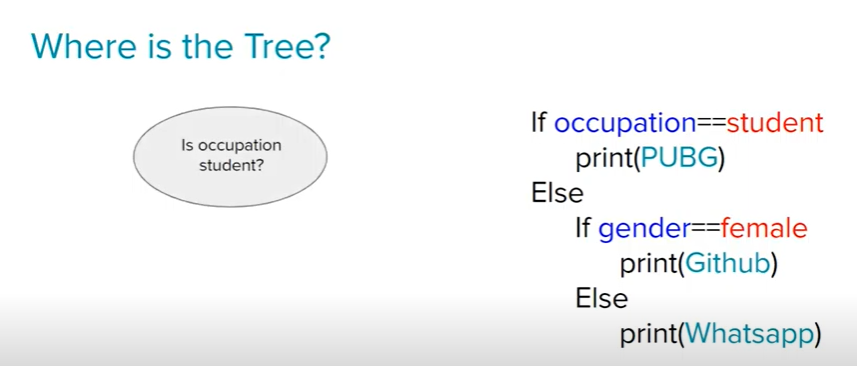 Where is the Tree?
Is occupation
student?
If occupation==student
print(PUBG)
Else
If gender==female
print(Github)
Else
print(Whatsapp)